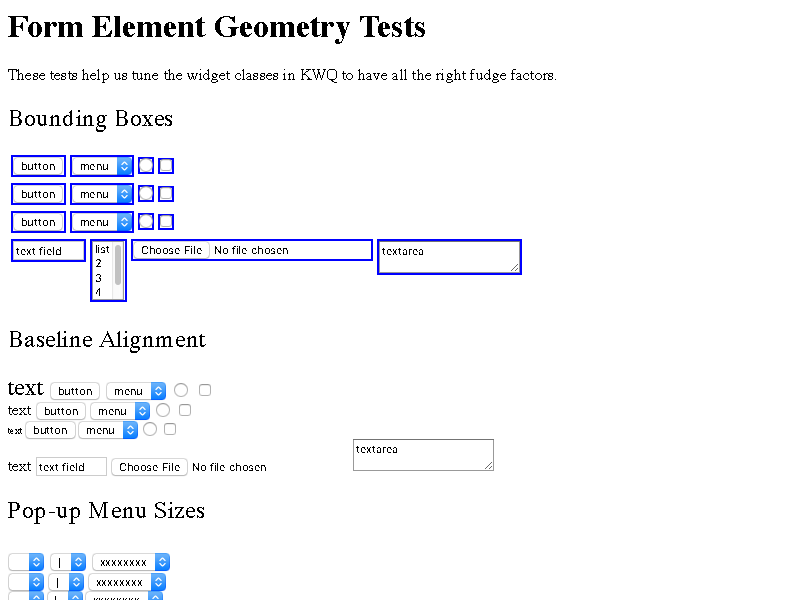 Form Element Geometry Tests
These tests help us tune the widget classes in KWQ to have all the right fudge factors.
Bounding Boxes
button menu
button menu
button menu
text field list Choose File No file chosen textarea
2
3
4
Baseline Alignment
text button menu
text button menu
text button menu
textarea
text text field Choose File No file chosen
Pop-up Menu Sizes
| xxxxxxxx
| xxxxxxxx
| xxxxxxxx